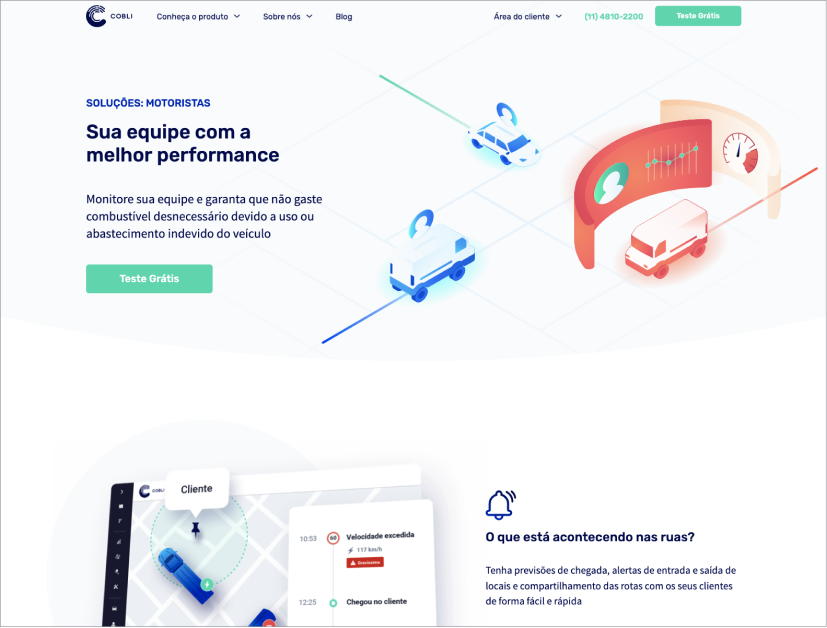 COBLI
Conheça o produto
Sobre nós
Blog
Área do cliente
(11) 4810-2200
Teste Grátis
SOLUÇÕES: MOTORISTAS
Sua equipe com a
melhor performance
Monitore sua equipe e garanta que não gaste
combustível desnecessário devido a uso ou
abastecimento indevido do veículo
Teste Grátis
COBLI
Cliente
10:53
60
Velocidade excedida
117 km/h
12:25
Chegou no cliente
O que está acontecendo nas ruas?
Tenha previsões de chegada, alertas de entrada e saída de
locais e compartilhamento das rotas com os seus clientes
de forma fácil e rápida